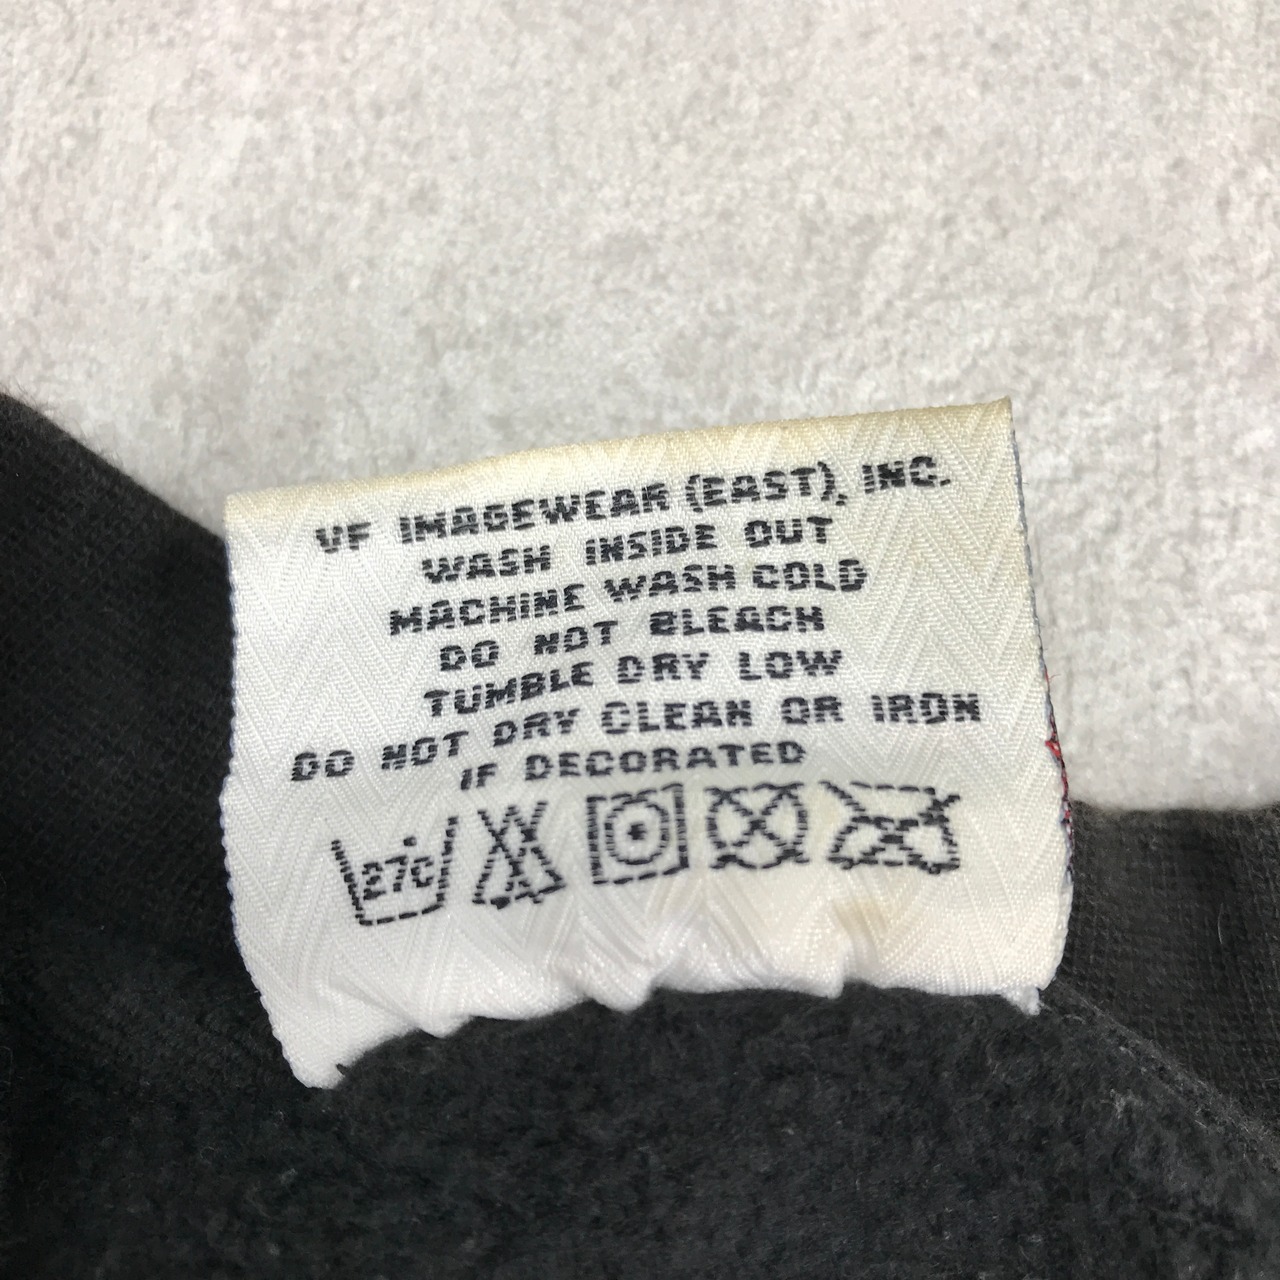 VF IMAGEWEAR (EAST), INC.
WASH INSIDE OUT
MACHINE WASH COLD
DO NOT BLEACH
TUMBLE DRY LOW
DO NOT DRY CLEAN OR IRON
IF DECORATED
27°C